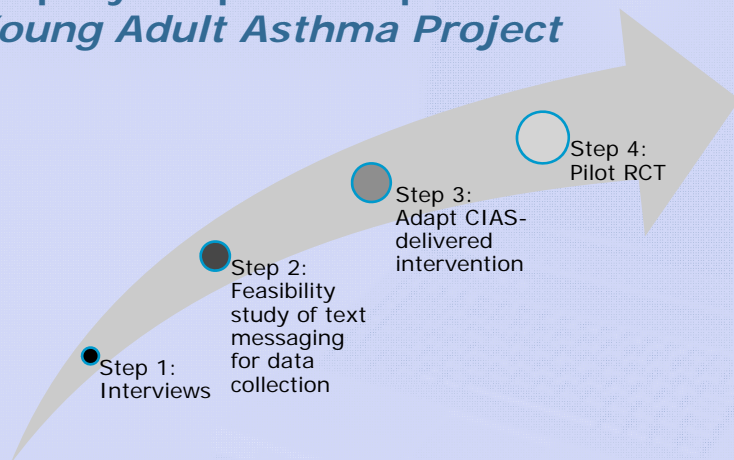 oung Adult Asthma Project
Step 1:
Interviews
Step 2:
Feasibility
study of text
messaging
for data
collection
Step 3:
Adapt CIAS-
delivered
intervention
Step 4:
Pilot RCT